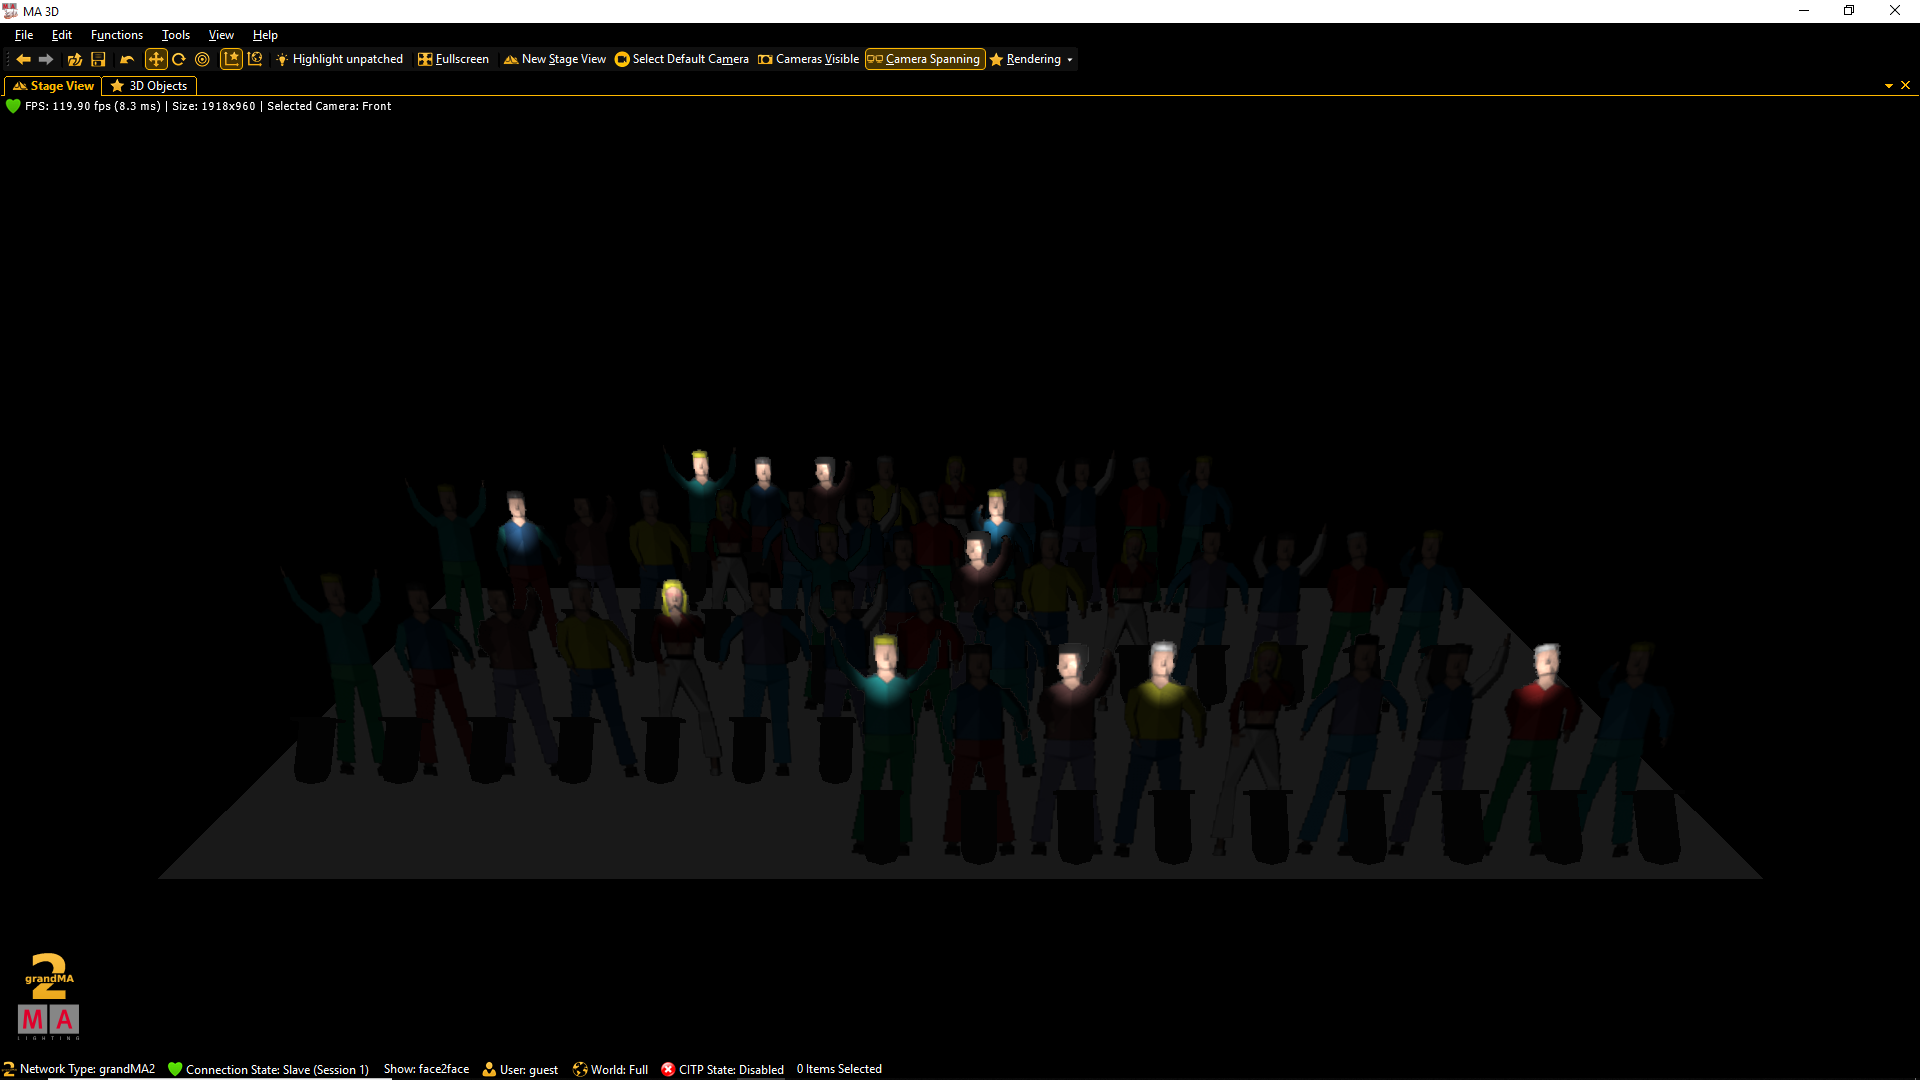 MA 3D
File Edit Functions Tools View Help
Highlight unpatched Fullscreen New Stage View Select Default Camera Cameras Visible Camera Spanning Rendering
Stage View 3D Objects
FPS: 119.90 fps (8.3 ms) | Size: 1918x960 | Selected Camera: Front
2
grandMA
MA
LIGHTING
2 Network Type: grandMA2 Connection State: Slave (Session 1) Show: face2face User: guest World: Full CITP State: Disabled 0 Items Selected